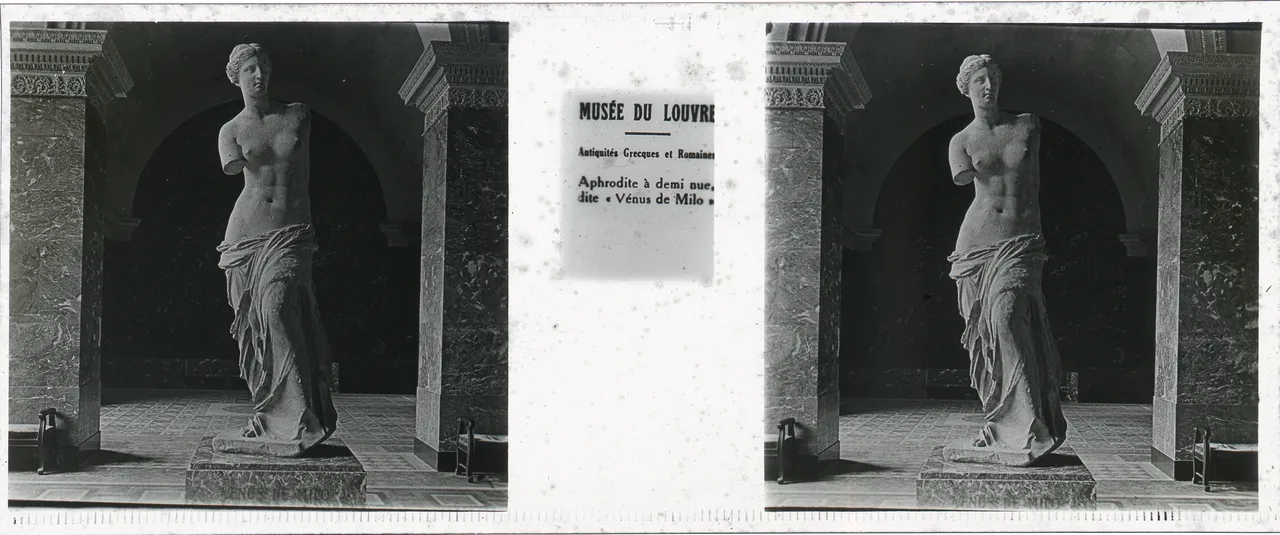 MUSÉE DU LOUVRE
Antiquités Grecques et Romaines
Aphrodite à demi nue,
dite « Vénus de Milo »
VENUS DE MILO
VENUS DE MILO